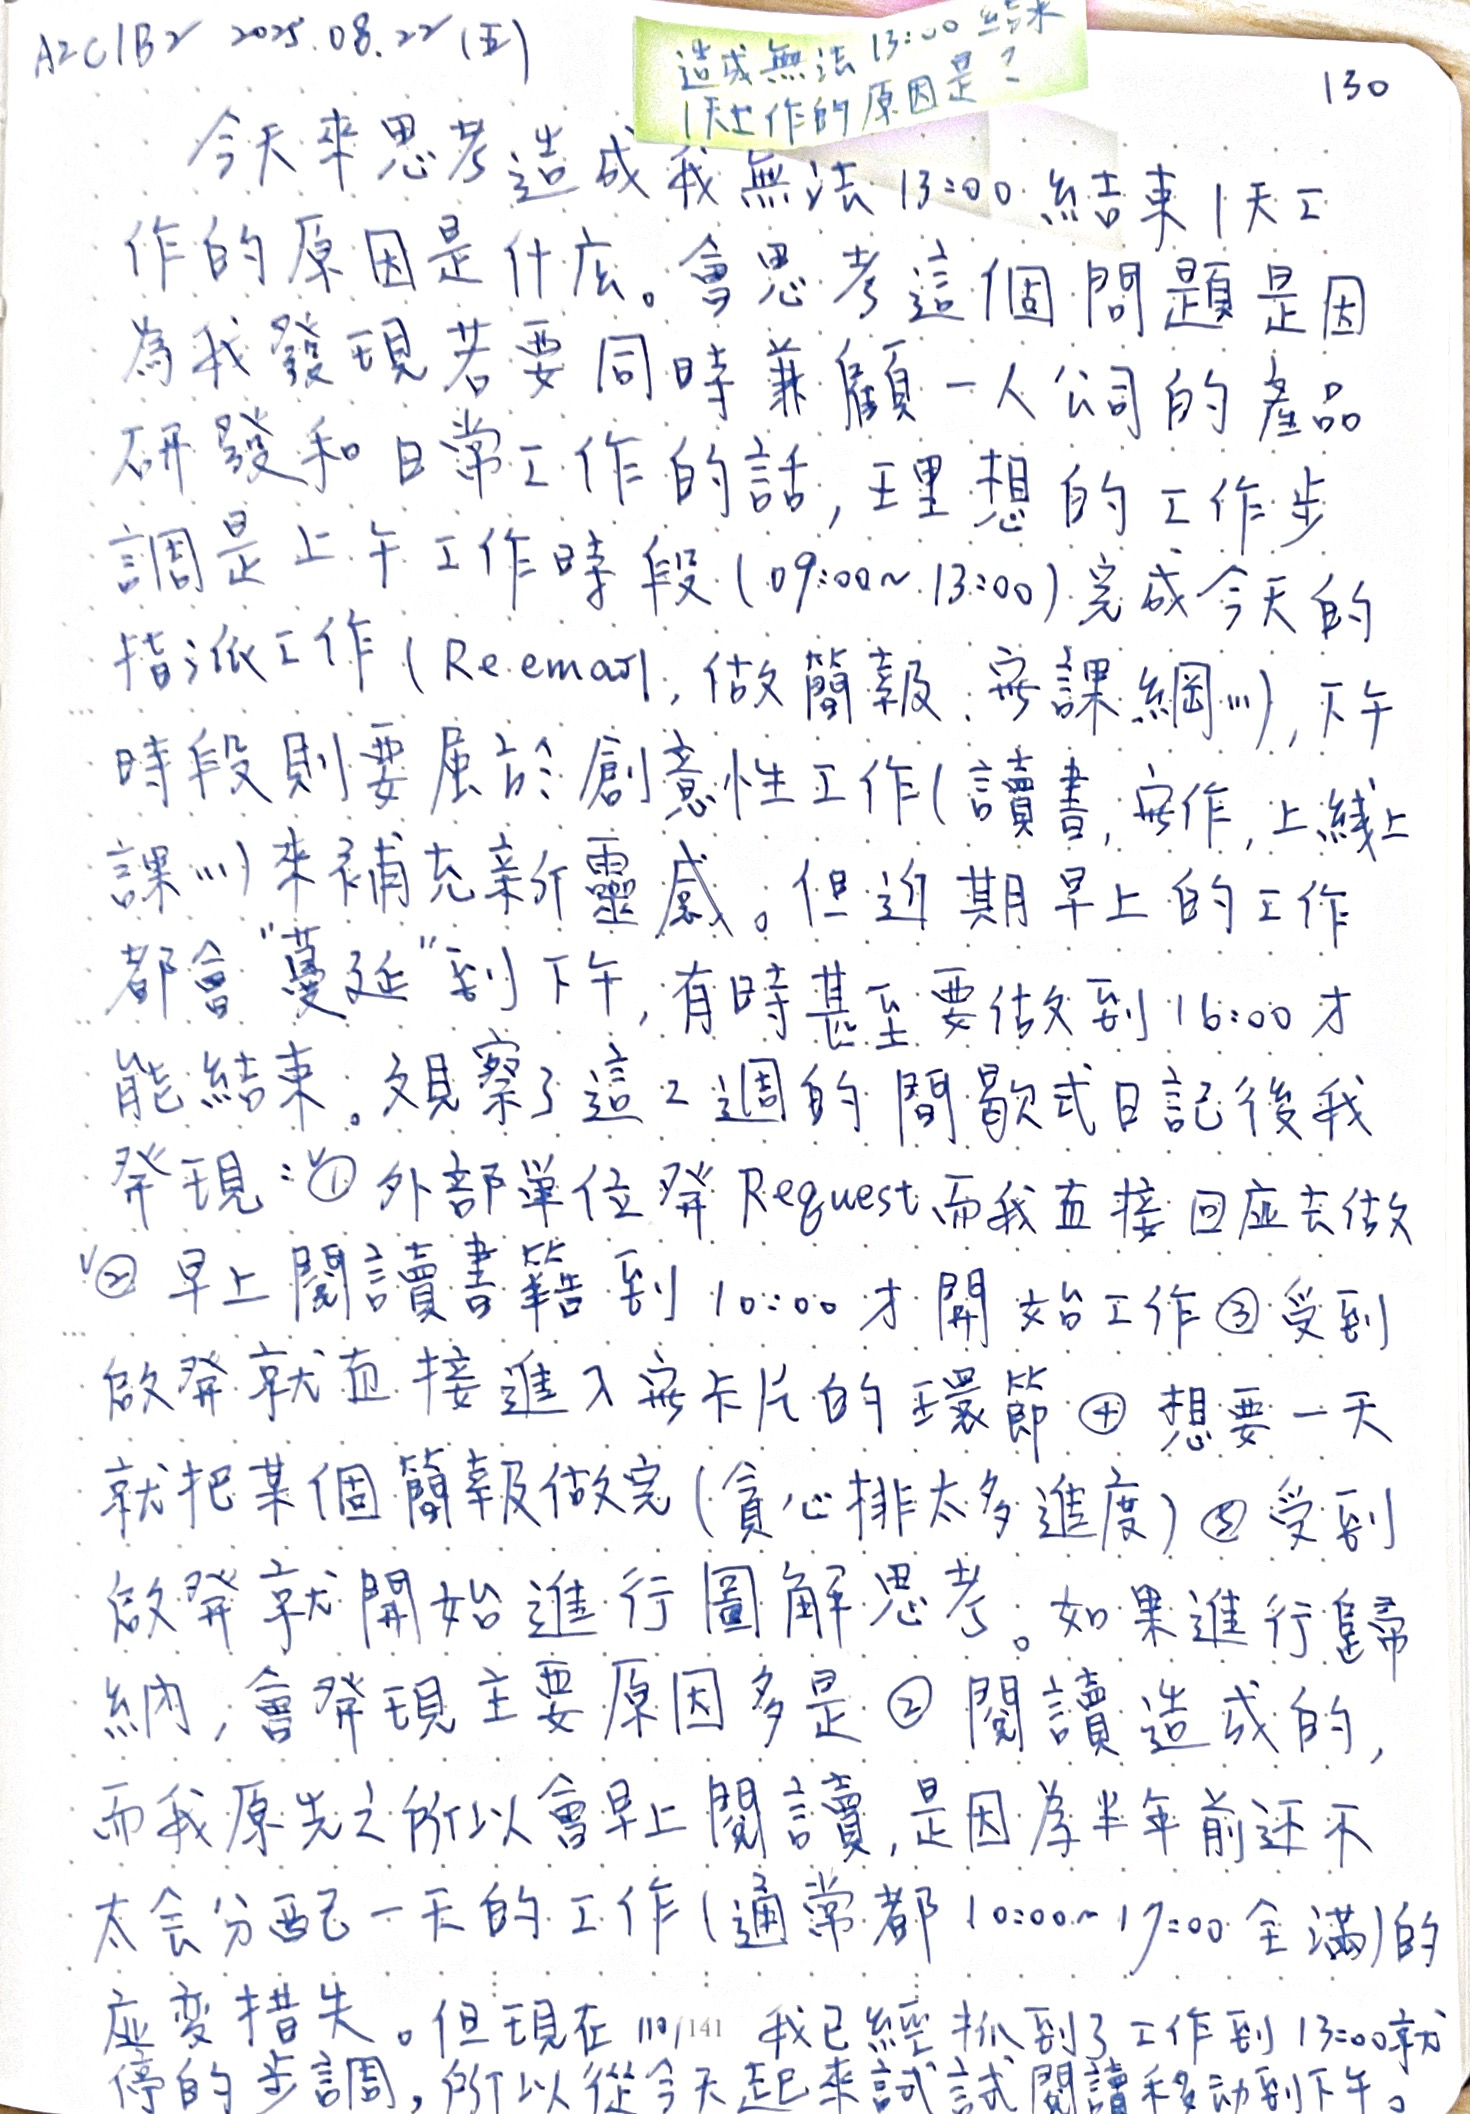 A2C1B2 2025.08.22(五)
造成無法13:00結束
1天工作的原因是?
130
今天來思考造成我無法13:00結束1天工
作的原因是什庅。會思考這個問題是因
為我發現若要同時兼顧一人公司的產品
研發和日常工作的話,理想的工作步
調是上午工作時段(09:00~13:00)完成今天的
指派工作(Re email,做簡報、寫課綱…),下午
時段則要屬於創意性工作(讀書,寫作,上綫上
課…)來補充新靈感。但近期早上的工作
都會"蔓延"到下午,有時甚至要做到16:00才
能結束。觀察了這2週的間歇式日記後我
発現:①外部單位発Request而我直接回应去做
②早上閱讀書籍到10:00才開始工作③受到
啟発就直接進入寫卡片的環節④想要一天
就把某個簡報做完(貪心排太多進度)⑤受到
啟発就開始進行圖解思考。如果進行歸
納,會発現主要原因多是②閱讀造成的,
而我原先之所以會早上閱讀,是因為半年前还不
太会分配一天的工作(通常都10:00~17:00全滿)的
应変措失。但現在我已經抓到了工作到13:00就
141
停的步調,所以從今天起來試試閱讀移动到下午。